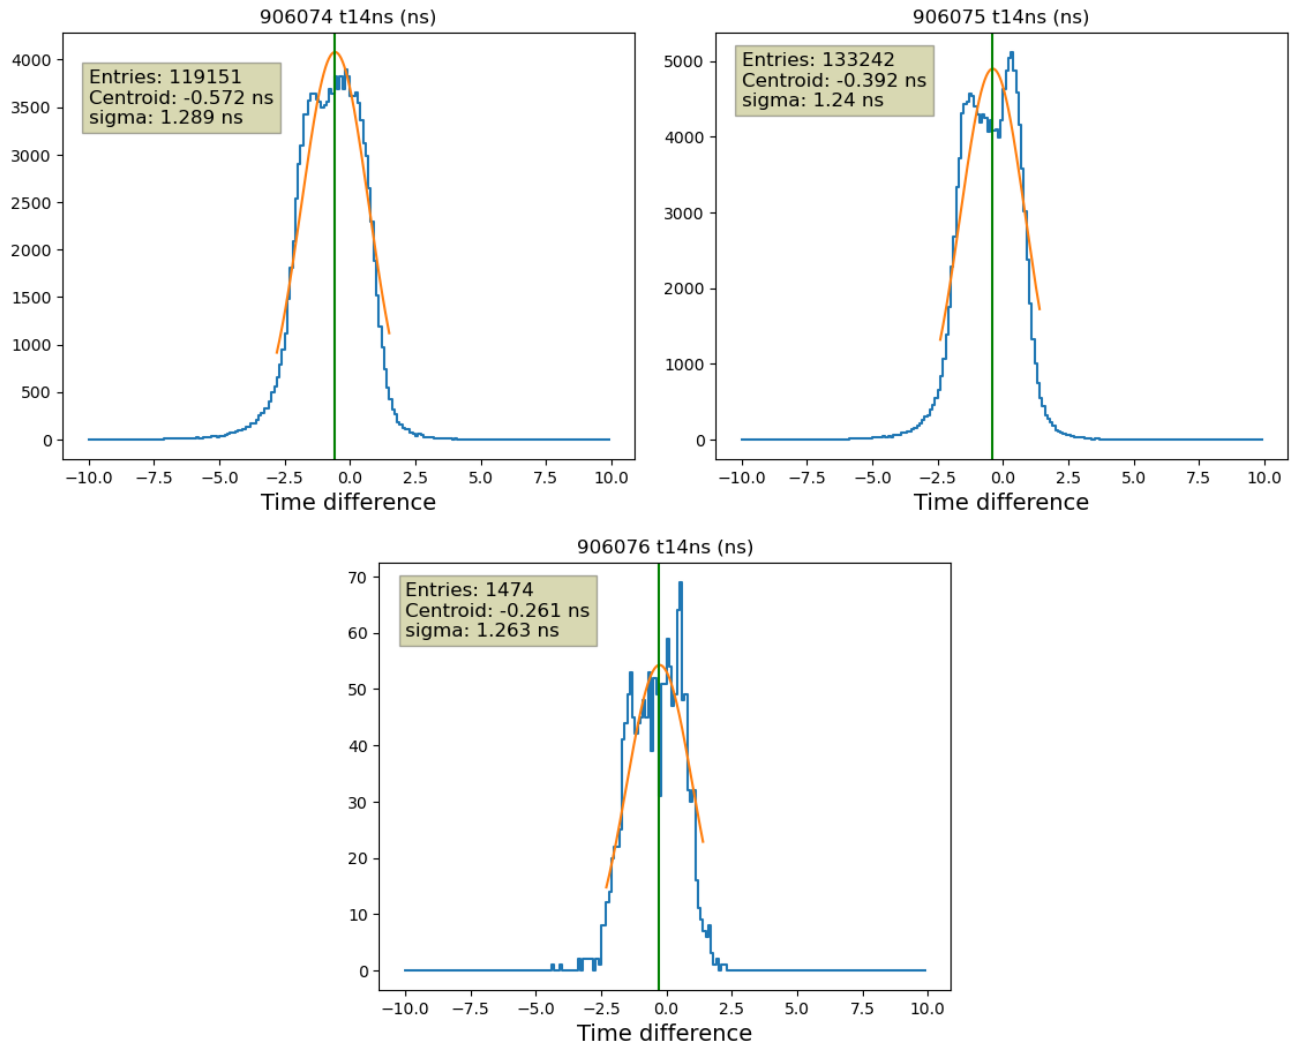 906074 t14ns (ns)
Entries: 119151
Centroid: -0.572 ns
sigma: 1.289 ns
4000
3500
3000
2500
2000
1500
1000
500
0
−10.0 −7.5 −5.0 −2.5 0.0 2.5 5.0 7.5 10.0
Time difference
906075 t14ns (ns)
Entries: 133242
Centroid: -0.392 ns
sigma: 1.24 ns
5000
4000
3000
2000
1000
0
−10.0 −7.5 −5.0 −2.5 0.0 2.5 5.0 7.5 10.0
Time difference
906076 t14ns (ns)
Entries: 1474
Centroid: -0.261 ns
sigma: 1.263 ns
70
60
50
40
30
20
10
0
−10.0 −7.5 −5.0 −2.5 0.0 2.5 5.0 7.5 10.0
Time difference